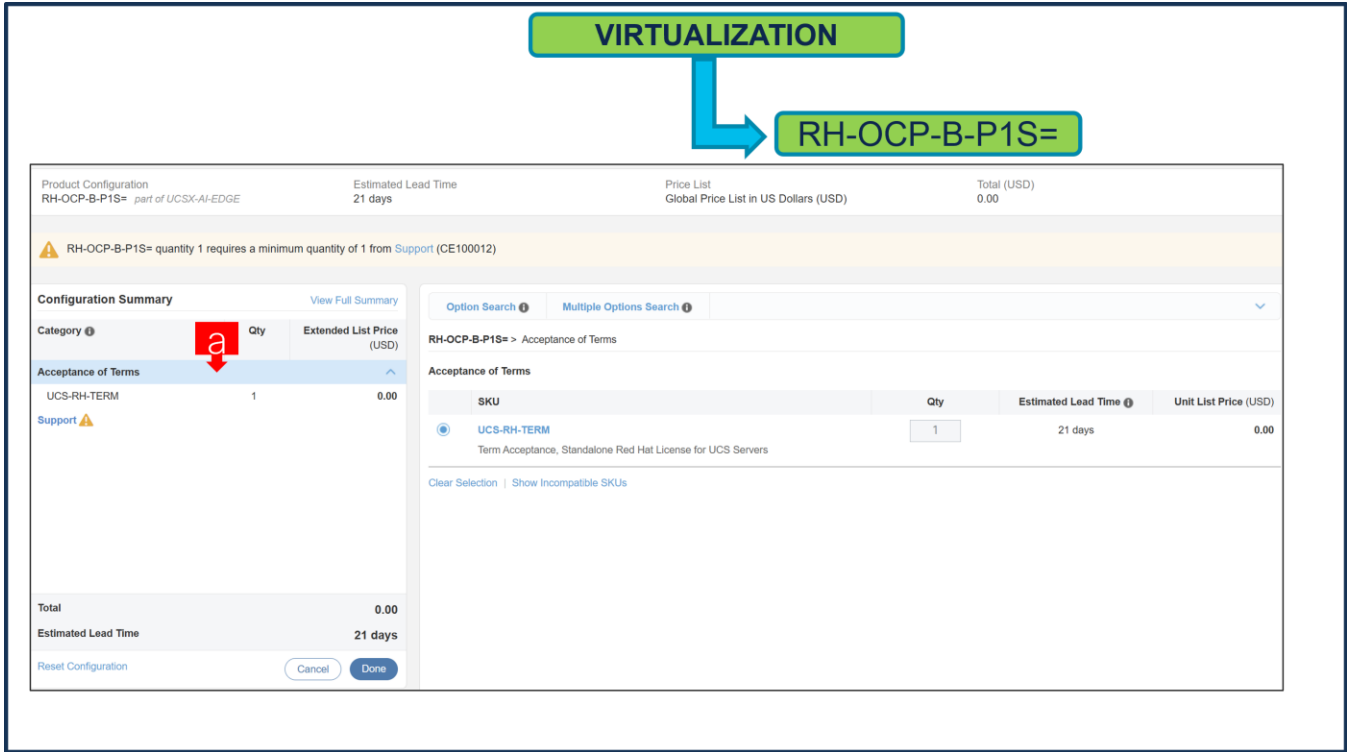 VIRTUALIZATION
RH-OCP-B-P1S=
Product Configuration
RH-OCP-B-P1S= part of UCSX-AI-EDGE
Estimated Lead Time
21 days
Price List
Global Price List in US Dollars (USD)
Total (USD)
0.00
RH-OCP-B-P1S= quantity 1 requires a minimum quantity of 1 from Support (CE100012)
Configuration Summary
View Full Summary
Category
Qty
Extended List Price
(USD)
a
Acceptance of Terms
UCS-RH-TERM 1 0.00
Support
Total 0.00
Estimated Lead Time 21 days
Reset Configuration
Cancel
Done
Option Search
Multiple Options Search
RH-OCP-B-P1S= > Acceptance of Terms
Acceptance of Terms
SKU Qty Estimated Lead Time Unit List Price (USD)
UCS-RH-TERM 1 21 days 0.00
Term Acceptance, Standalone Red Hat License for UCS Servers
Clear Selection | Show Incompatible SKUs